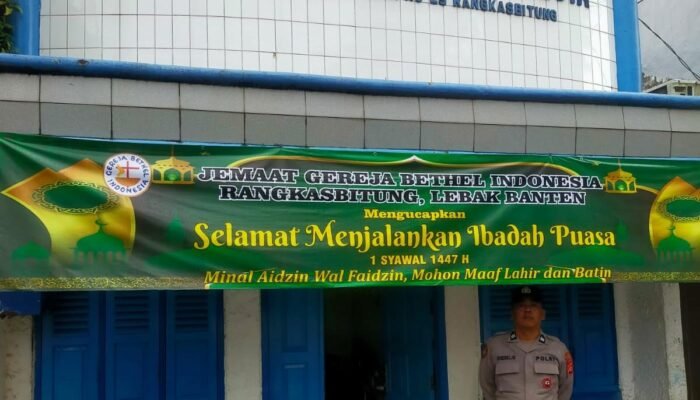 RANGKASBITUNG
GEREJA BETHEL
INDONESIA
JEMAAT GEREJA BETHEL INDONESIA
RANGKASBITUNG, LEBAK BANTEN
Mengucapkan
Selamat Menjalankan Ibadah Puasa
1 SYAWAL 1447 H
Minal Aidzin Wal Faidzin, Mohon Maaf Lahir dan Batin
POLRI